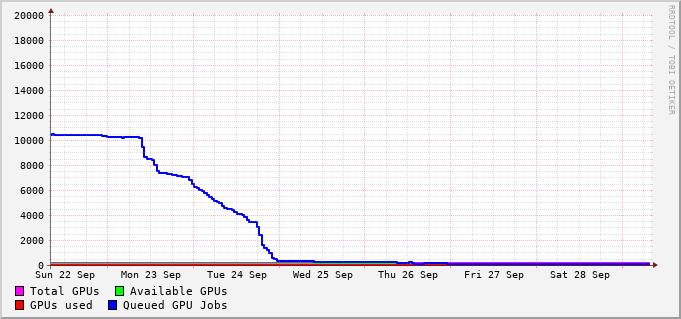 20000
18000
16000
14000
12000
10000
8000
6000
4000
2000
0
Sun 22 Sep Mon 23 Sep Tue 24 Sep Wed 25 Sep Thu 26 Sep Fri 27 Sep Sat 28 Sep
Total GPUs Available GPUs
GPUs used Queued GPU Jobs
RRDTOOL / TOBI OETIKER